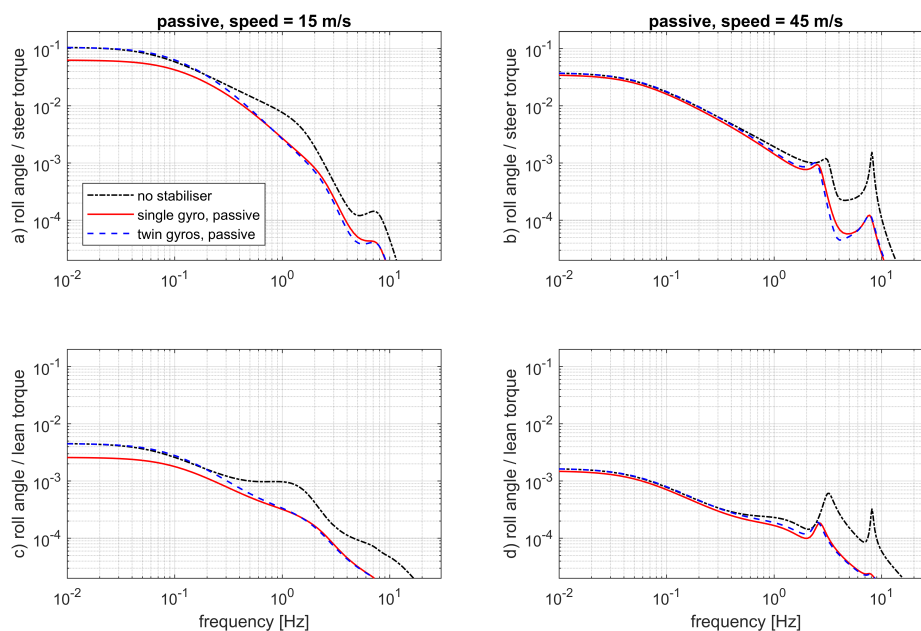 passive, speed = 15 m/s
a) roll angle / steer torque
10^-1
10^-2
10^-3
10^-4
no stabiliser
single gyro, passive
twin gyros, passive
10^-2 10^-1 10^0 10^1
passive, speed = 45 m/s
b) roll angle / steer torque
10^-1
10^-2
10^-3
10^-4
10^-2 10^-1 10^0 10^1
c) roll angle / lean torque
10^-1
10^-2
10^-3
10^-4
10^-2 10^-1 10^0 10^1
frequency [Hz]
d) roll angle / lean torque
10^-1
10^-2
10^-3
10^-4
10^-2 10^-1 10^0 10^1
frequency [Hz]